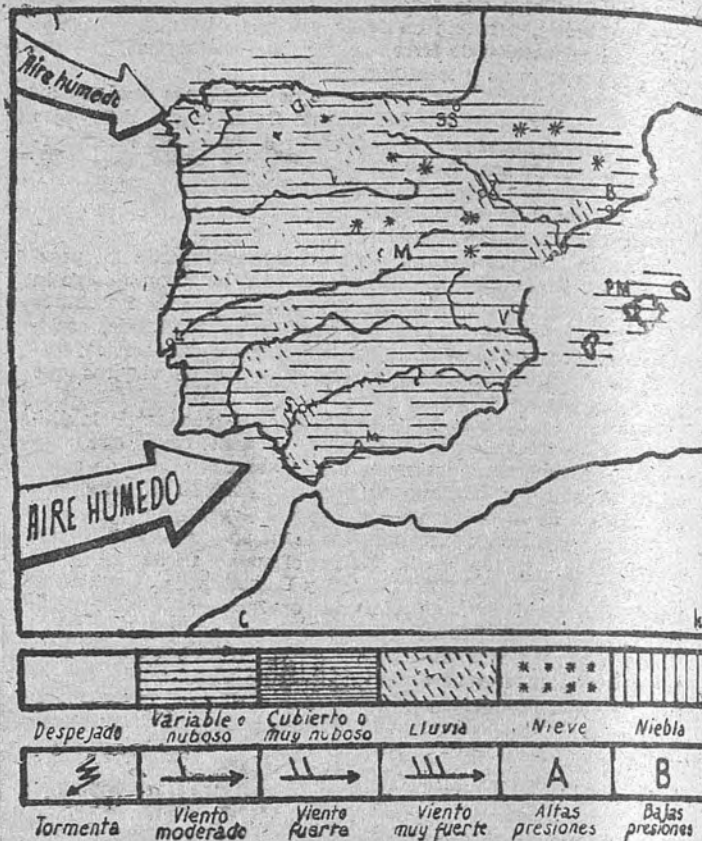 Aire húmedo
C
O
SS
Z
B
M
PM
V
L
S
M
AIRE HUMEDO
C
Despejado
Variable o nuboso
Cubierto o muy nuboso
Lluvia
Nieve
Niebla
A
B
Tormenta
Viento moderado
Viento fuerte
Viento muy fuerte
Altas presiones
Bajas presiones